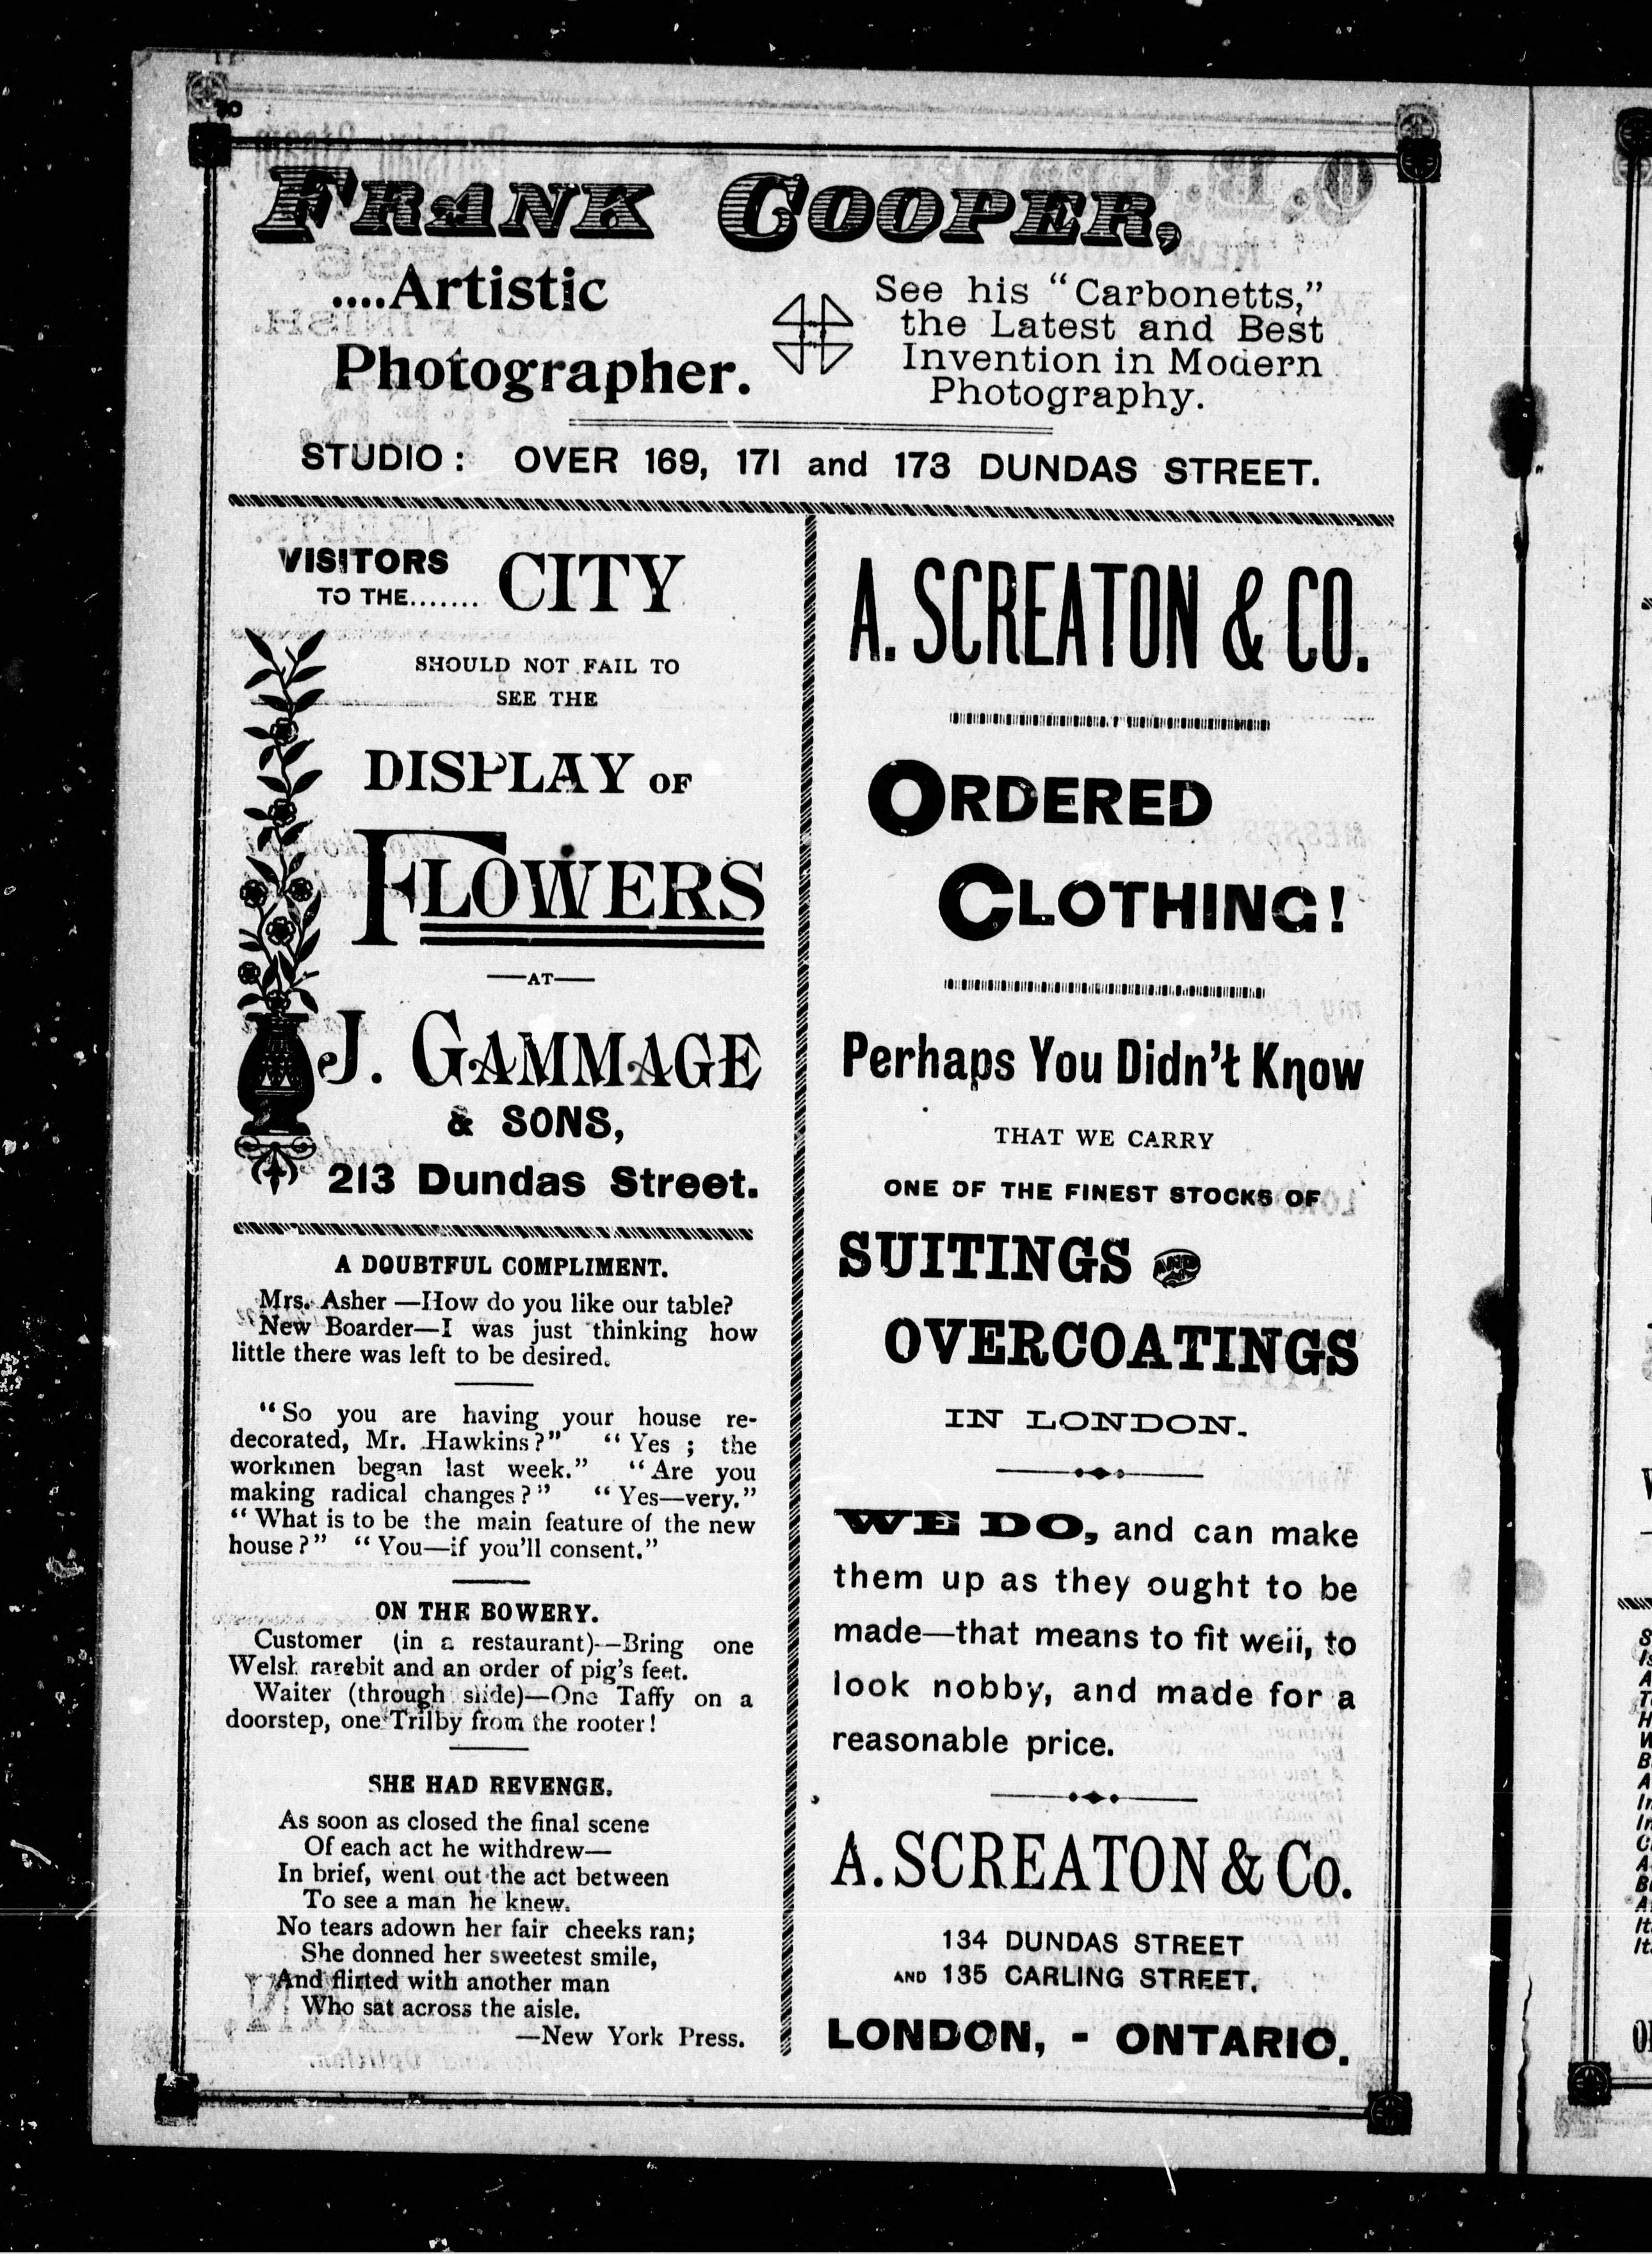 FRANK COOPER,
....Artistic
Photographer.
See his "Carbonetts,"
the Latest and Best
Invention in Modern
Photography.
STUDIO: OVER 169, 171 and 173 DUNDAS STREET.
VISITORS
TO THE....... CITY
SHOULD NOT FAIL TO
SEE THE
DISPLAY OF
FLOWERS
—AT—
J. GAMMAGE
& SONS,
213 Dundas Street.
A DOUBTFUL COMPLIMENT.
Mrs. Asher —How do you like our table?
New Boarder—I was just thinking how
little there was left to be desired.
"So you are having your house re-
decorated, Mr. Hawkins?" "Yes ; the
workmen began last week." "Are you
making radical changes?" "Yes—very."
"What is to be the main feature of the new
house?" "You—if you'll consent."
ON THE BOWERY.
Customer (in a restaurant)—Bring one
Welsh rarebit and an order of pig's feet.
Waiter (through slide)—One Taffy on a
doorstep, one Trilby from the rooter!
SHE HAD REVENGE.
As soon as closed the final scene
Of each act he withdrew—
In brief, went out the act between
To see a man he knew.
No tears adown her fair cheeks ran;
She donned her sweetest smile,
And flirted with another man
Who sat across the aisle.
—New York Press.
A. SCREATON & CO.
ORDERED
CLOTHING!
Perhaps You Didn't Know
THAT WE CARRY
ONE OF THE FINEST STOCKS OF
SUITINGS AND
OVERCOATINGS
IN LONDON.
WE DO, and can make
them up as they ought to be
made—that means to fit well, to
look nobby, and made for a
reasonable price.
A. SCREATON & Co.
134 DUNDAS STREET
AND 135 CARLING STREET.
LONDON, - ONTARIO.